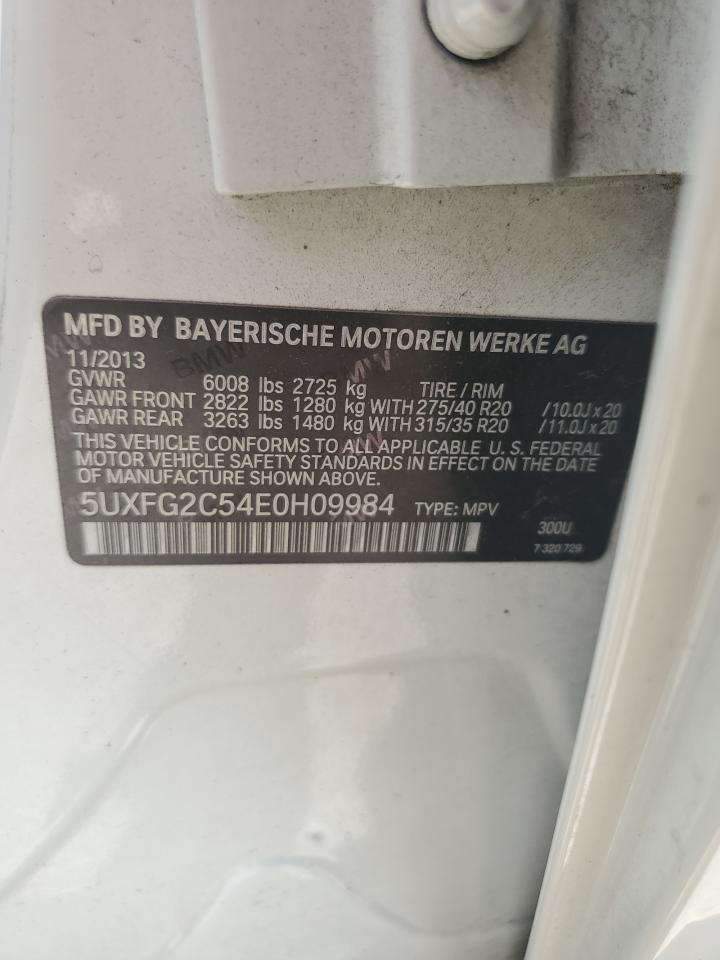 MFD BY BAYERISCHE MOTOREN WERKE AG
11/2013
GVWR 6008 lbs 2725 kg TIRE / RIM
GAWR FRONT 2822 lbs 1280 kg WITH 275/40 R20 /10.0J x 20
GAWR REAR 3263 lbs 1480 kg WITH 315/35 R20 /11.0J x 20
THIS VEHICLE CONFORMS TO ALL APPLICABLE U. S. FEDERAL
MOTOR VEHICLE SAFETY STANDARDS IN EFFECT ON THE DATE
OF MANUFACTURE SHOWN ABOVE.
5UXFG2C54E0H09984 TYPE: MPV
300U
7 320 729